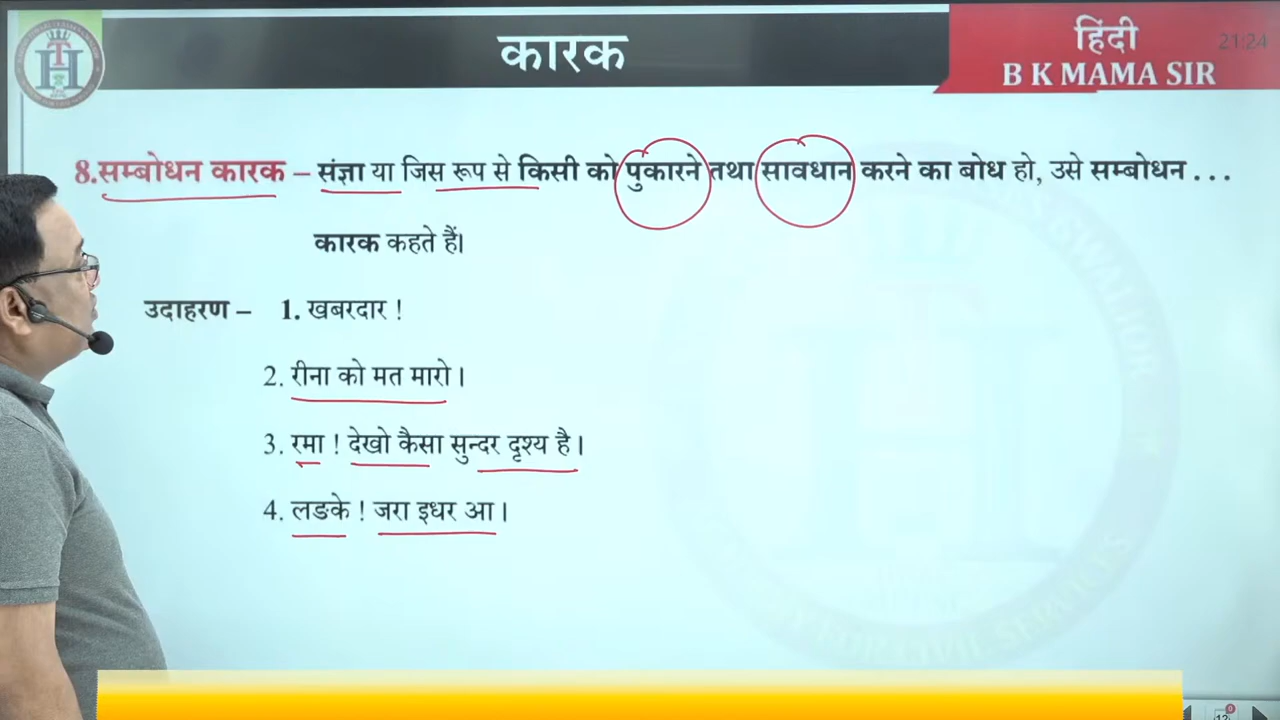 कारक
हिंदी
21:24
B K MAMA SIR
8.सम्बोधन कारक – संज्ञा या जिस रूप से किसी को पुकारने तथा सावधान करने का बोध हो, उसे सम्बोधन . . .
कारक कहते हैं।
उदाहरण – 1. खबरदार !
2. रीना को मत मारो ।
3. रमा ! देखो कैसा सुन्दर दृश्य है ।
4. लङके ! जरा इधर आ ।